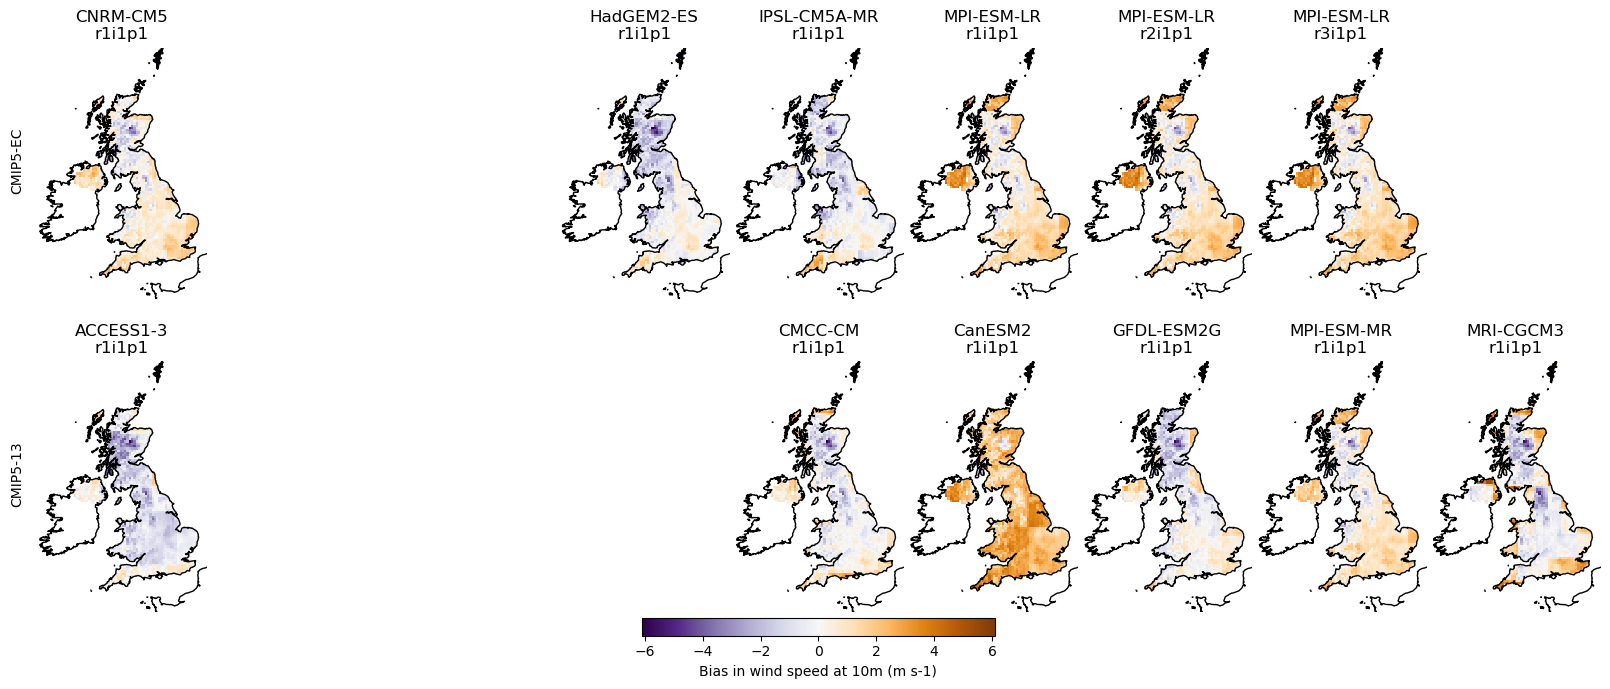 CNRM-CM5
r1i1p1
HadGEM2-ES
r1i1p1
IPSL-CM5A-MR
r1i1p1
MPI-ESM-LR
r1i1p1
MPI-ESM-LR
r2i1p1
MPI-ESM-LR
r3i1p1
CMIP5-EC
ACCESS1-3
r1i1p1
CMCC-CM
r1i1p1
CanESM2
r1i1p1
GFDL-ESM2G
r1i1p1
MPI-ESM-MR
r1i1p1
MRI-CGCM3
r1i1p1
CMIP5-13
−6 −4 −2 0 2 4 6
Bias in wind speed at 10m (m s-1)